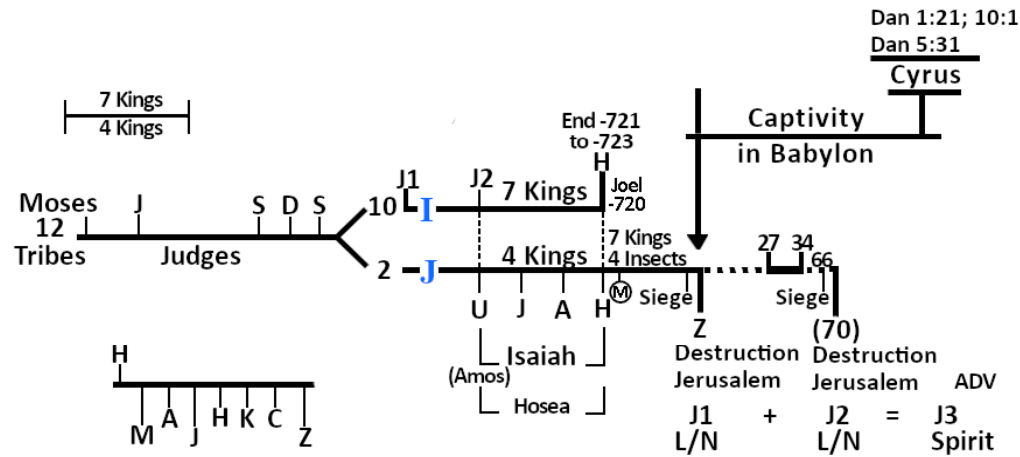 Dan 1:21; 10:1
Dan 5:31
Cyrus
7 Kings
4 Kings
Captivity
in Babylon
End -721
to -723
H
J1
J2
7 Kings
Joel
-720
Moses
12
Tribes
J
S D S
Judges
10
I
2
J
4 Kings
7 Kings
4 Insects
27 34
66
U J A H
M
Siege
Z
Siege
(70)
Isaiah
(Amos)
Hosea
Destruction
Jerusalem
Destruction
Jerusalem
ADV
J1 + J2 = J3
L/N L/N Spirit
H
M A J H K C Z